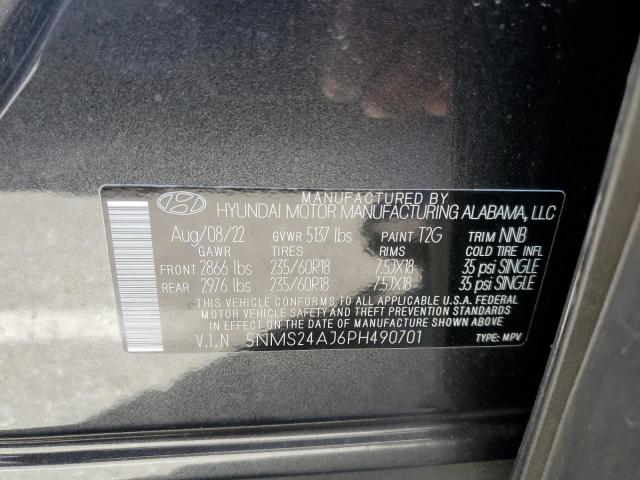 MANUFACTURED BY
HYUNDAI MOTOR MANUFACTURING ALABAMA, LLC
Aug/08/22 GVWR 5137 lbs PAINT T2G TRIM NNB
GAWR TIRES RIMS COLD TIRE INFL
FRONT 2866 lbs 235/60R18 7.5JX18 35 psi SINGLE
REAR 2976 lbs 235/60R18 7.5JX18 35 psi SINGLE
THIS VEHICLE CONFORMS TO ALL APPLICABLE U.S.A. FEDERAL
MOTOR VEHICLE SAFETY AND THEFT PREVENTION STANDARDS
IN EFFECT ON THE DATE OF MANUFACTURE SHOWN ABOVE.
V.I.N 5NMS24AJ6PH490701 TYPE: MPV